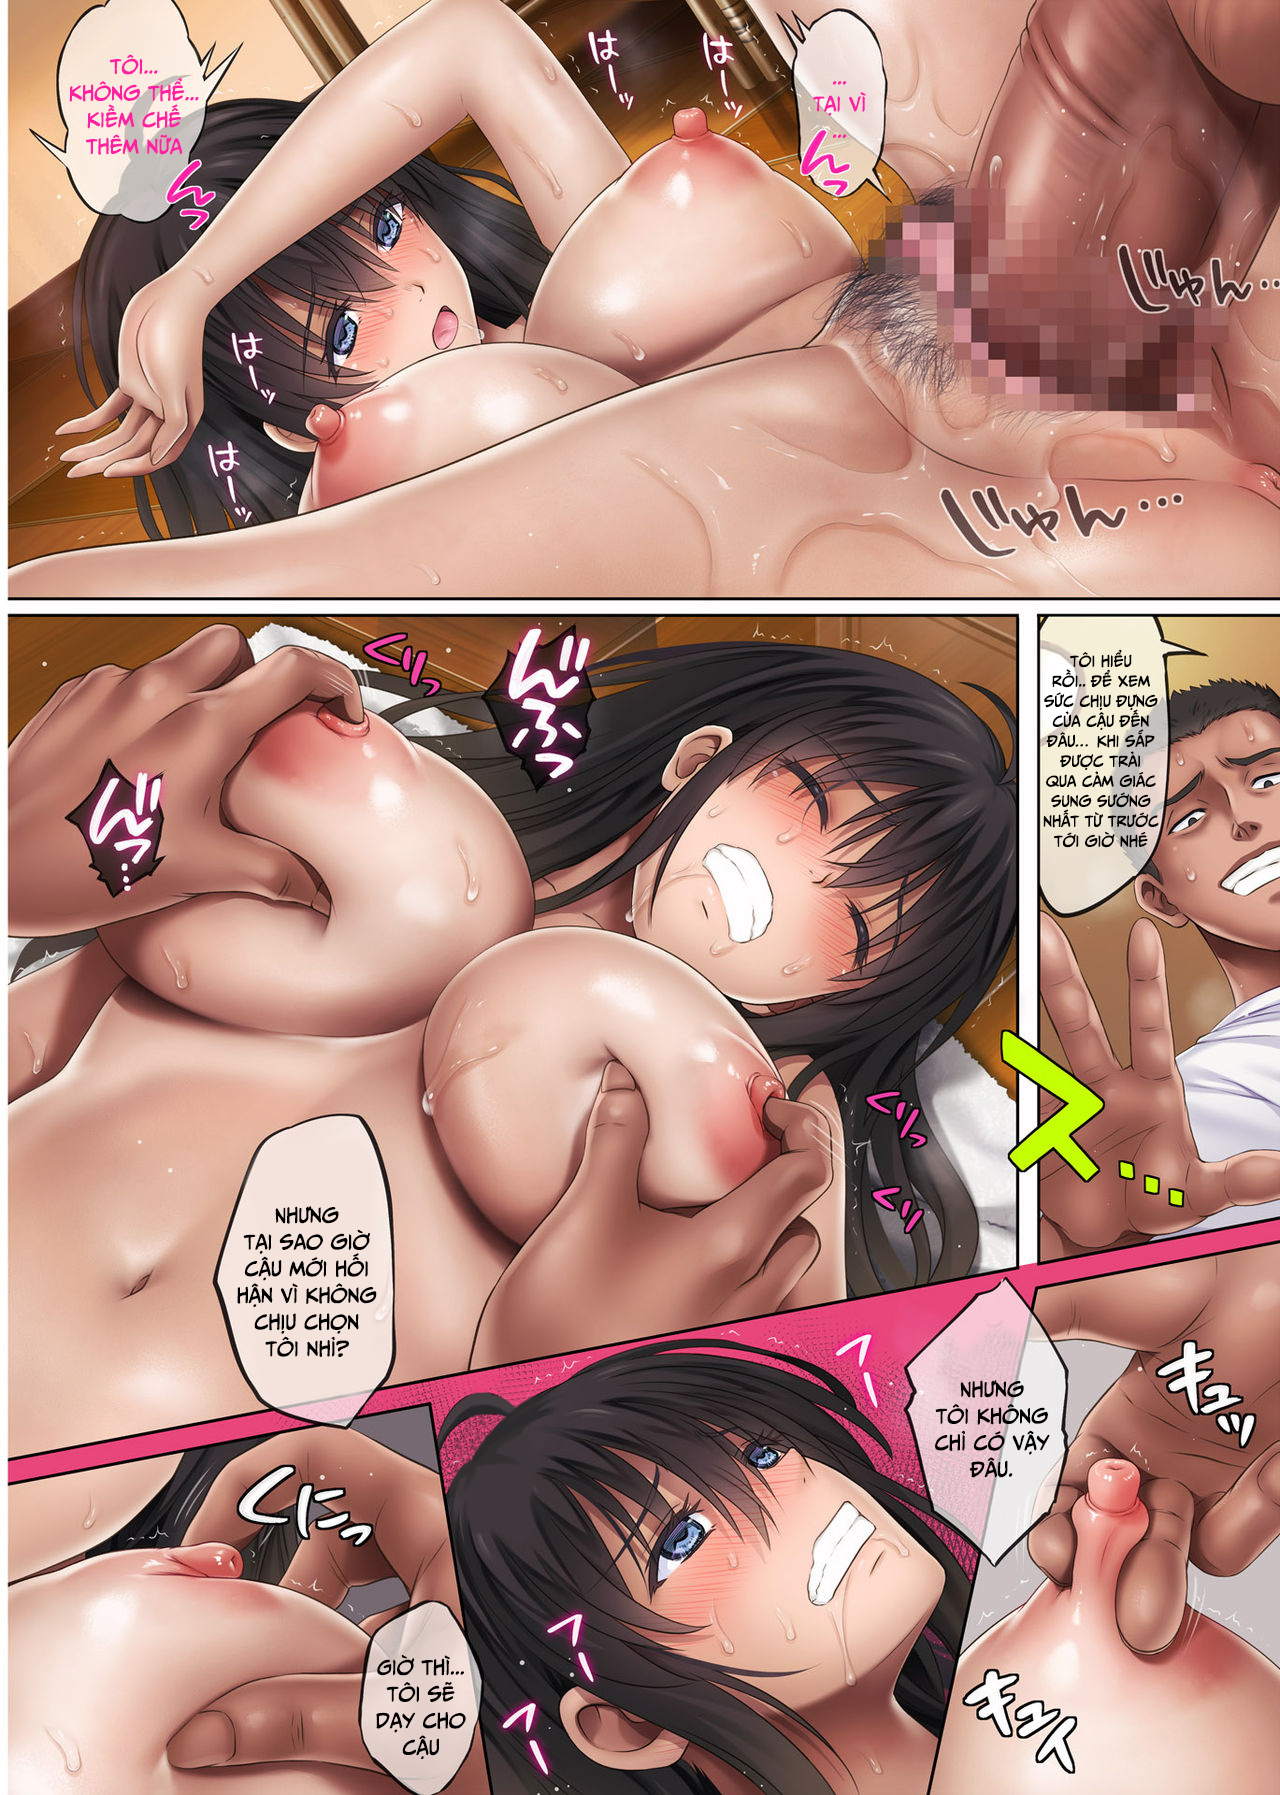 TÔI...
KHÔNG THỂ...
KIỀM CHẾ
THÊM NỮA
んっ
はーッ
はーッ
...
TẠI VÌ
...
んっ
じゅん…
はーッ
はーッ
じゅん…
TÔI HIỂU
RỒI.. ĐỂ XEM
SỨC CHỊU ĐỰNG
CỦA CẬU ĐẾN
ĐÂU... KHI SẮP
ĐƯỢC TRẢI
QUA CẢM GIÁC
SUNG SƯỚNG
NHẤT TỪ TRƯỚC
TỚI GIỜ NHÉ
ス…
くりっ
んふっ
んっ…
くりっ
くりっ
NHƯNG
TẠI SAO GIỜ
CẬU MỚI HỐI
HẬN VÌ KHÔNG
CHỊU CHỌN
TÔI NHỈ?
NHƯNG
TÔI KHÔNG
CHỈ CÓ VẬY
ĐÂU.
キュッ
キュイ
くにっ
GIỜ THÌ...
TÔI SẼ
DẠY CHO
CẬU